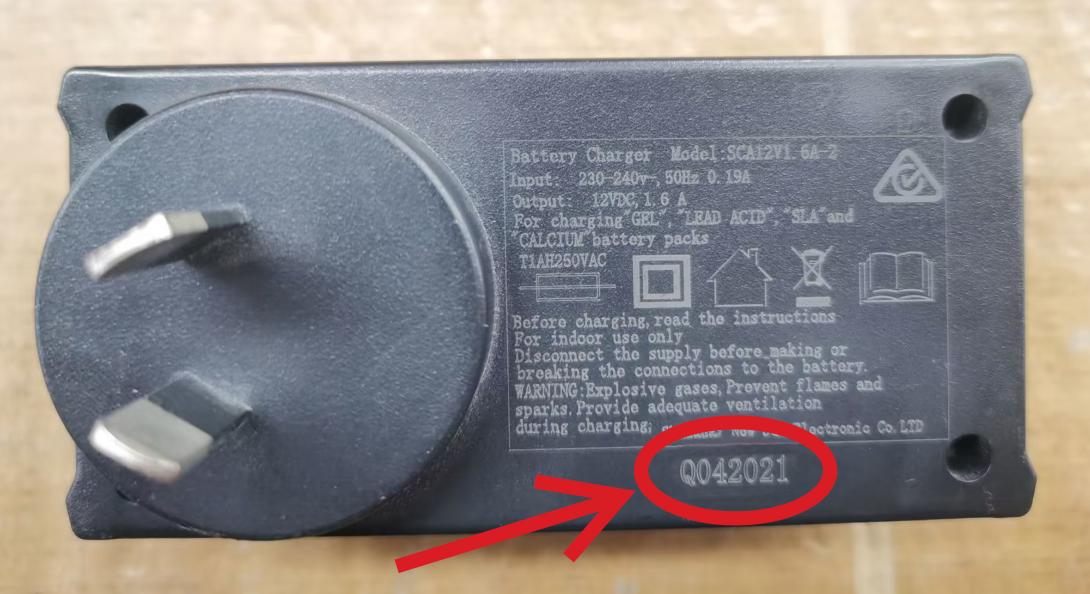 Battery Charger Model:SCA12V1.6A-2
Input: 230-240v~, 50Hz 0.19A
Output: 12VDC, 1.6 A
For charging"GEL", "LEAD ACID", "SLA"and
"CALCIUM"battery packs
T1AH250VAC
Before charging, read the instructions
For indoor use only
Disconnect the supply before making or
breaking the connections to the battery.
WARNING:Explosive gases, Prevent flames and
sparks. Provide adequate ventilation
during charging; New Electronic Co.LTD
Q042021